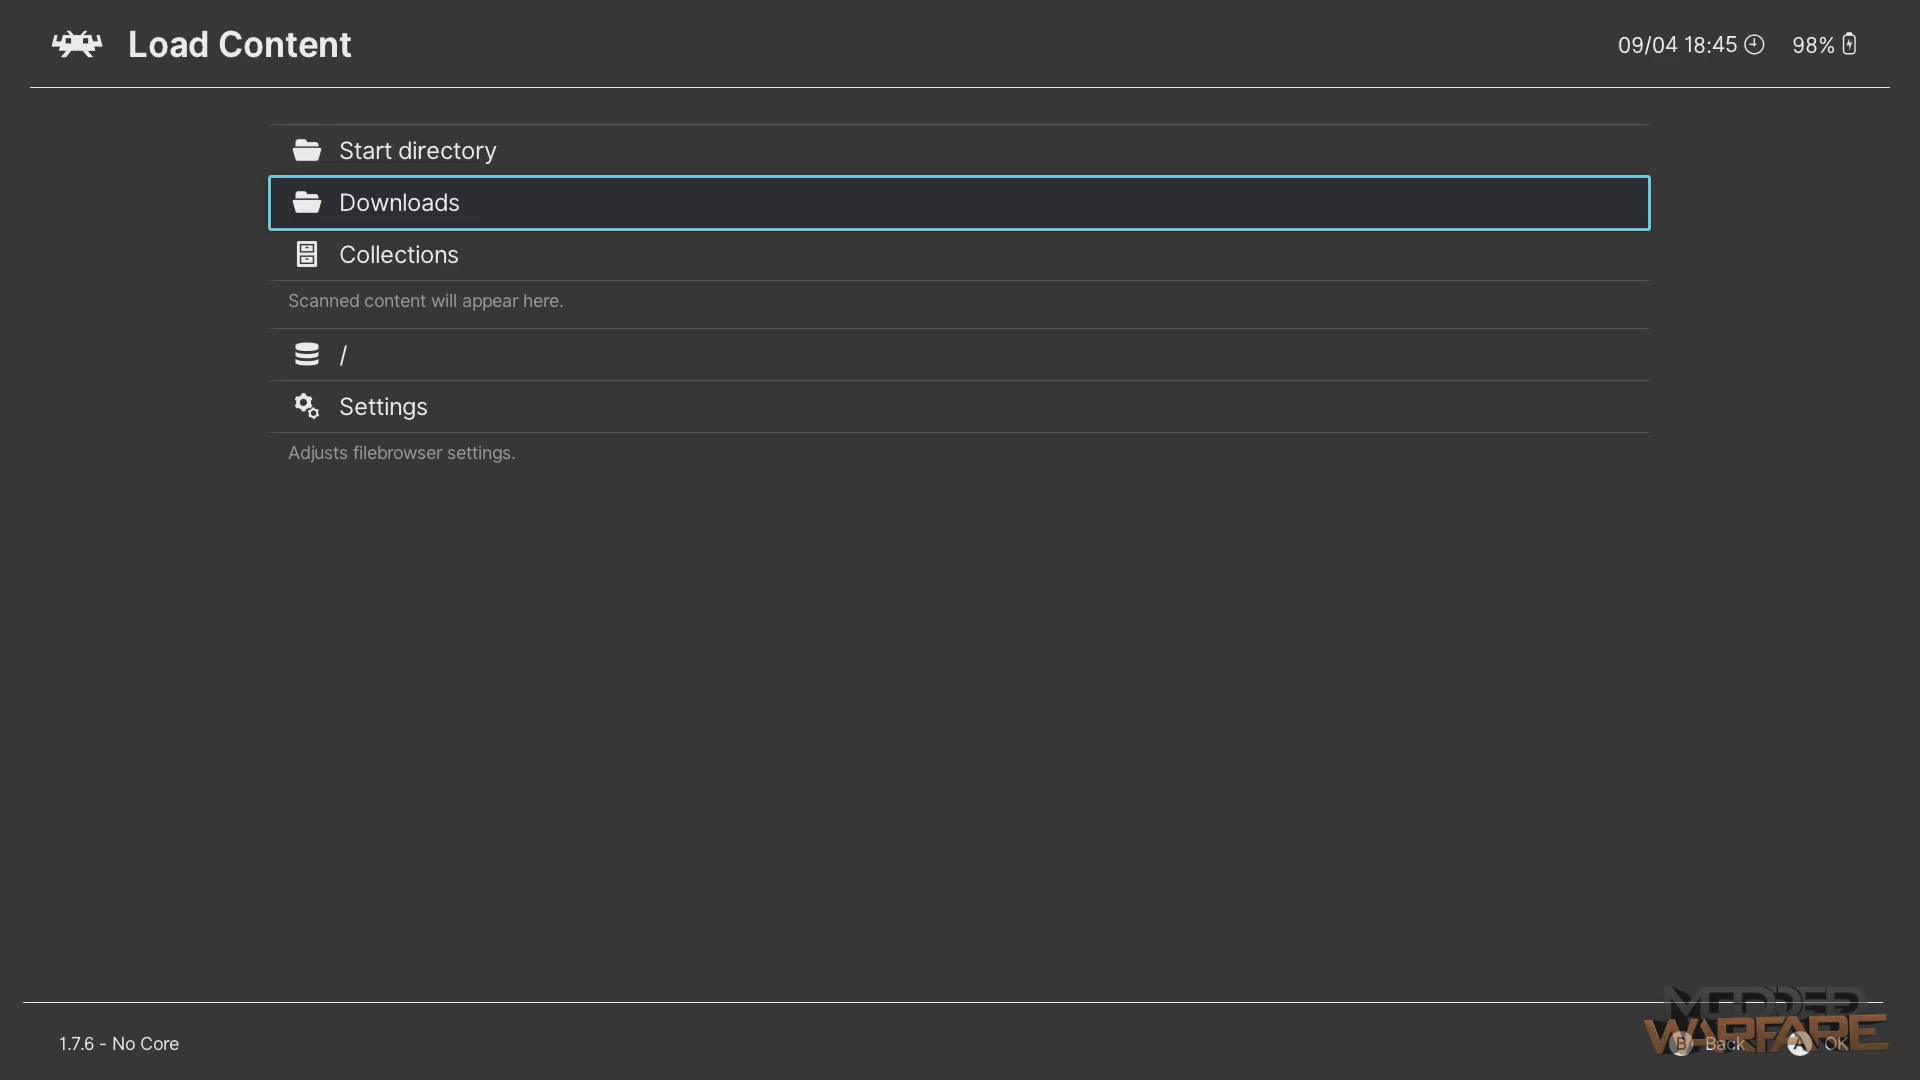 Load Content
09/04 18:45
98%
Start directory
Downloads
Collections
Scanned content will appear here.
/
Settings
Adjusts filebrowser settings.
1.7.6 - No Core
MODDED
WARFARE
B Back
A OK